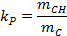 k_P = m_CH / m_C